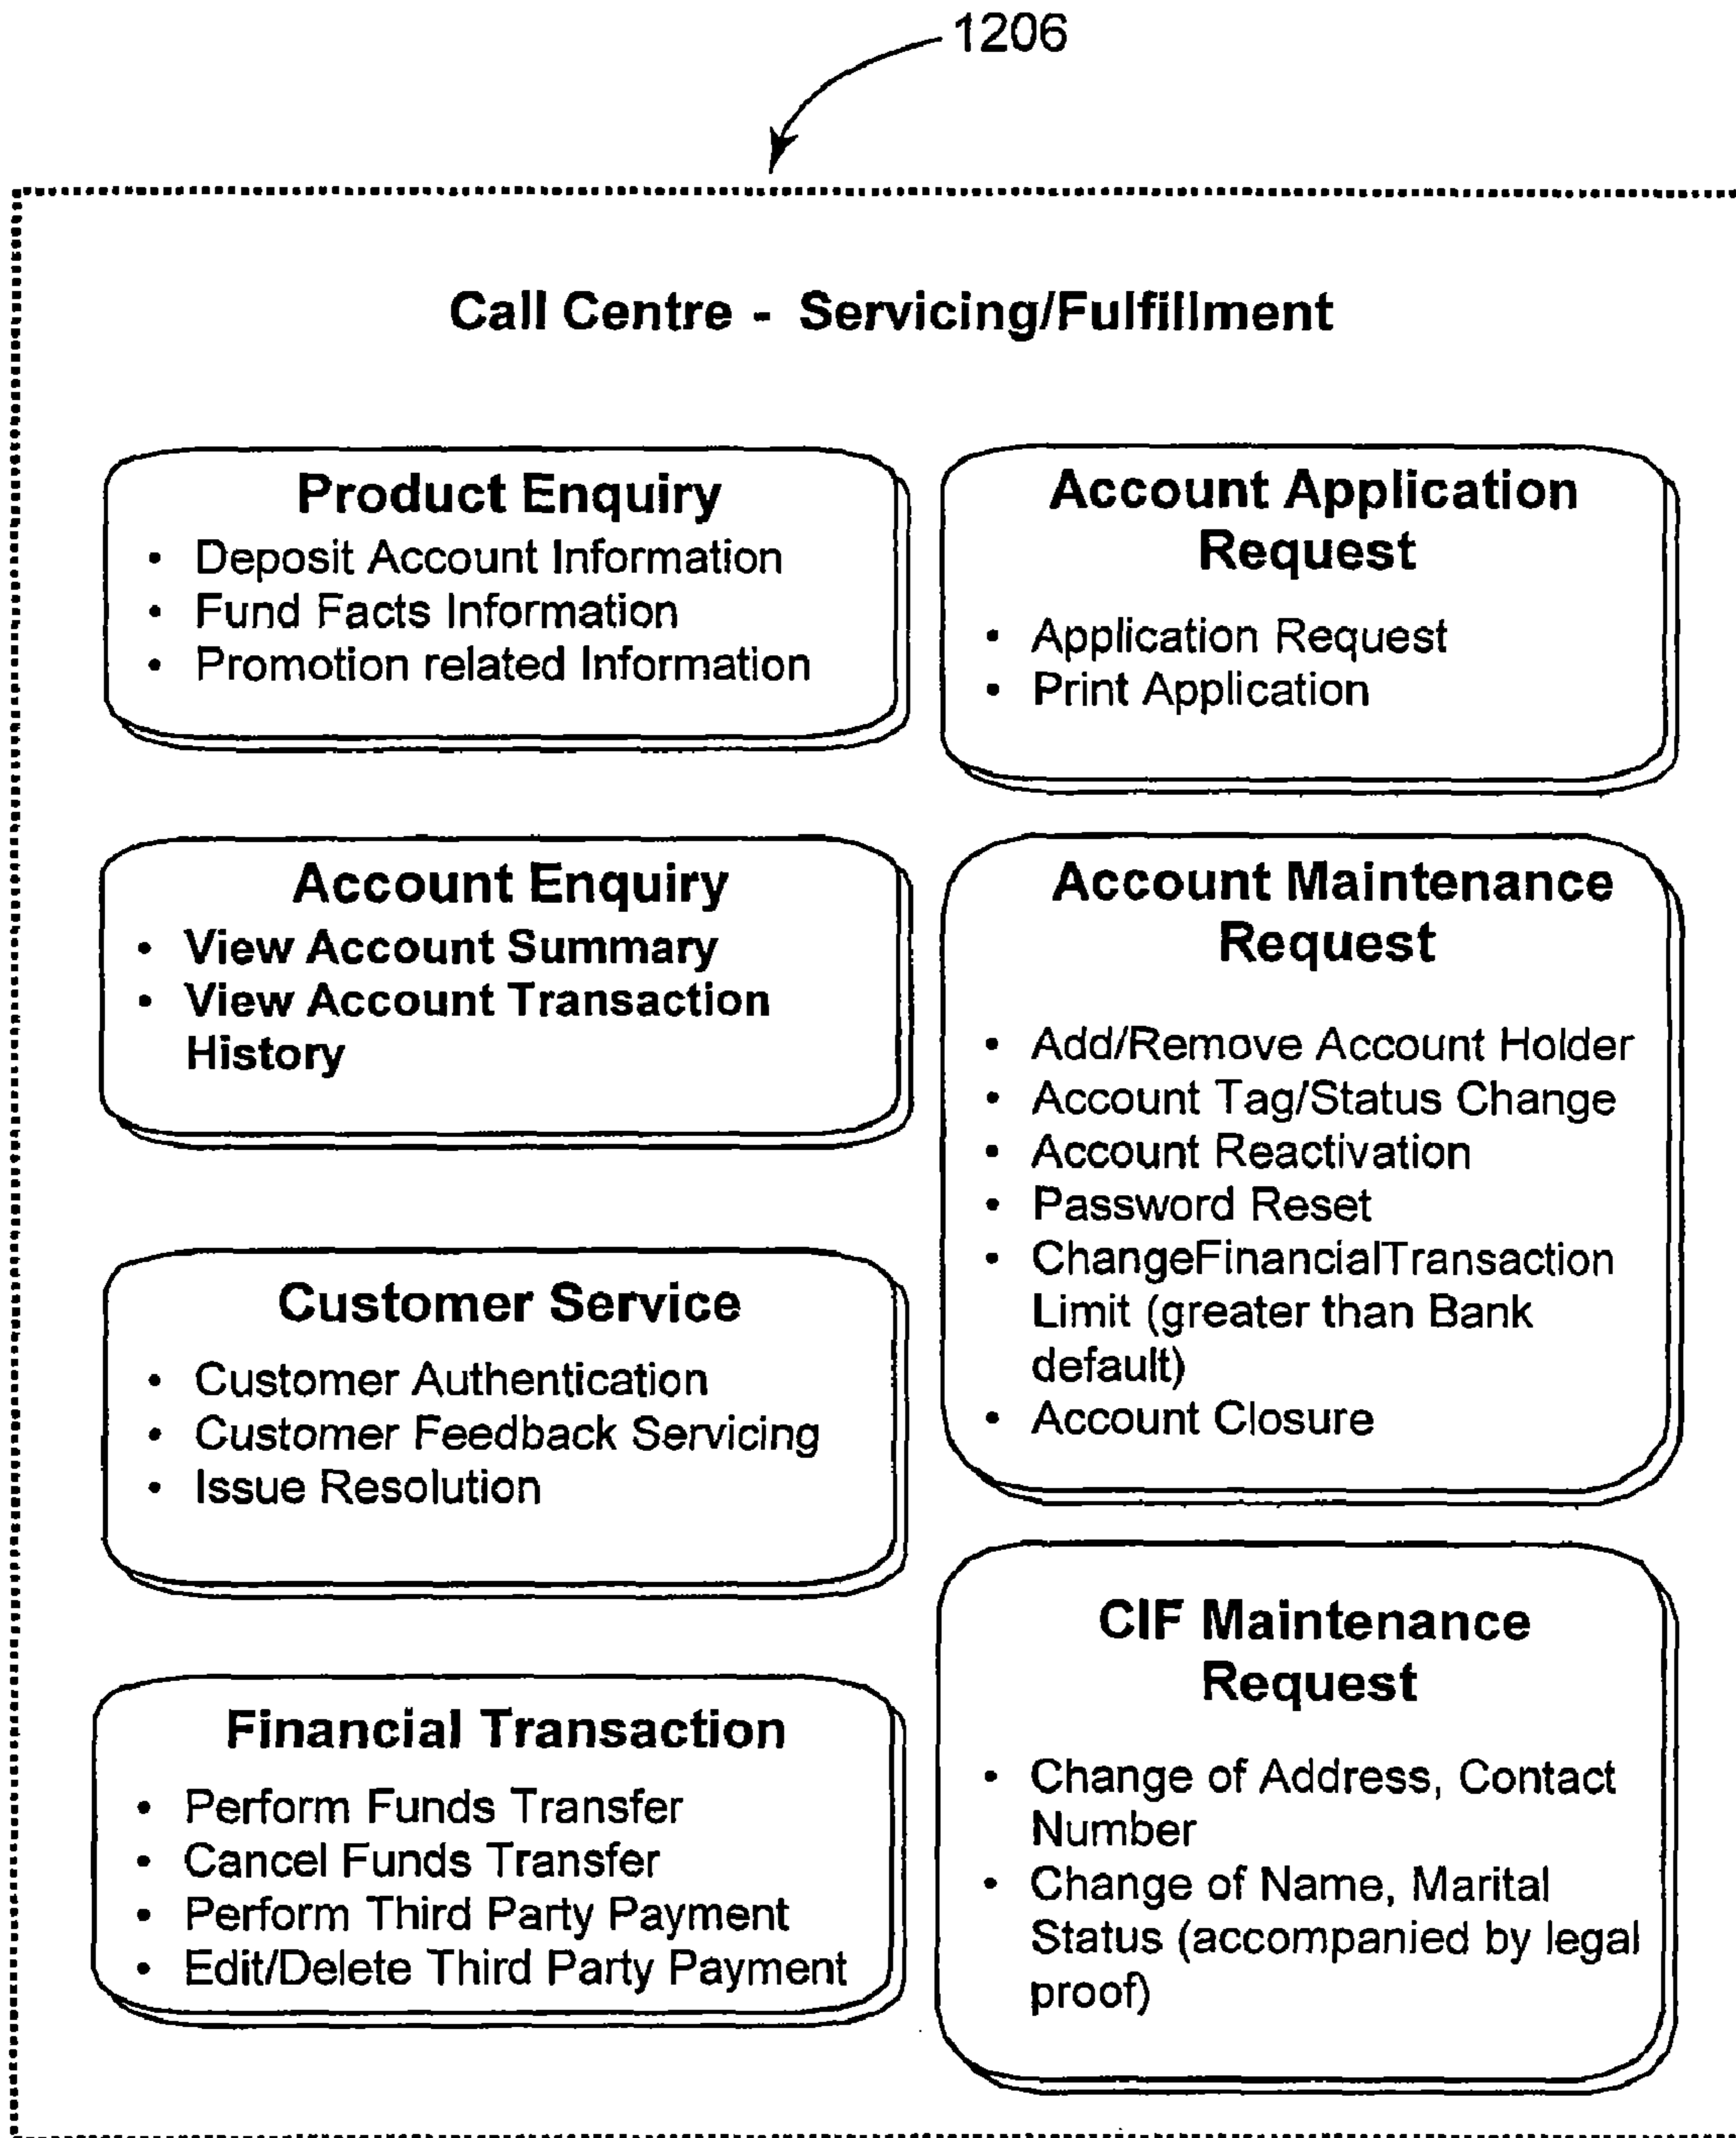 1206
Call Centre - Servicing/Fulfillment
Product Enquiry
• Deposit Account Information
• Fund Facts Information
• Promotion related Information
Account Application
Request
• Application Request
• Print Application
Account Enquiry
• View Account Summary
• View Account Transaction
History
Account Maintenance
Request
• Add/Remove Account Holder
• Account Tag/Status Change
• Account Reactivation
• Password Reset
• ChangeFinancialTransaction
Limit (greater than Bank
default)
• Account Closure
Customer Service
• Customer Authentication
• Customer Feedback Servicing
• Issue Resolution
CIF Maintenance
Request
• Change of Address, Contact
Number
• Change of Name, Marital
Status (accompanied by legal
proof)
Financial Transaction
• Perform Funds Transfer
• Cancel Funds Transfer
• Perform Third Party Payment
• Edit/Delete Third Party Payment